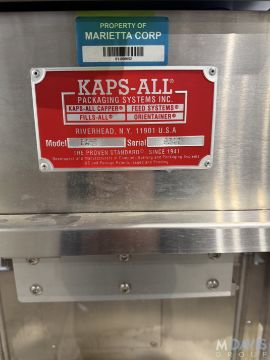 PROPERTY OF
MARIETTA CORP
KAPS-ALL®
PACKAGING SYSTEMS INC.
KAPS-ALL CAPPER® FEED SYSTEMS®
FILLS-ALL® ORIENTAINER®
RIVERHEAD, N.Y. 11901 U.S.A
Model Serial
THE PROVEN STANDARD® SINCE 1941
M DAVIS
GROUP